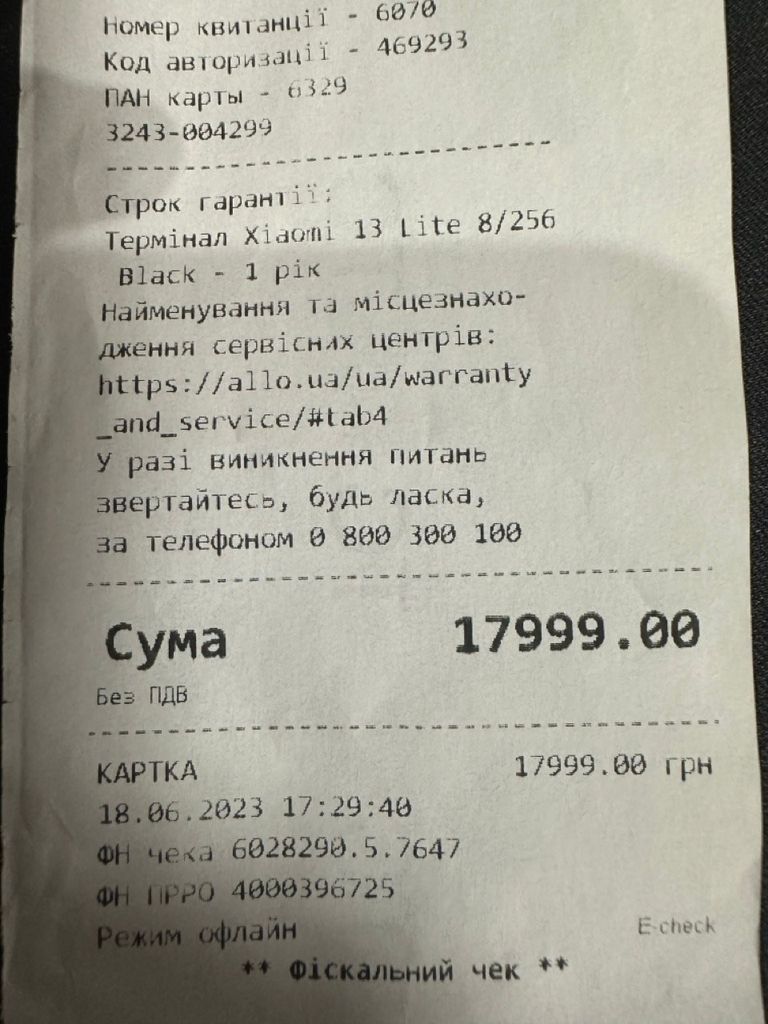 Номер квитанції - 6070
Код авторизації - 469293
ПАН карты - 6329
3243-004299
----------------------------
Строк гарантії:
Термінал Xiaomi 13 Lite 8/256
Black - 1 рік
Найменування та місцезнахо-
дження сервісних центрів:
https://allo.ua/ua/warranty
_and_service/#tab4
У разі виникнення питань
звертайтесь, будь ласка,
за телефоном 0 800 300 100
Сума 17999.00
Без ПДВ
КАРТКА 17999.00 грн
18.06.2023 17:29:40
ФН чека 6028290.5.7647
ФН ПРРО 4000396725
Режим офлайн E-check
** Фіскальний чек **